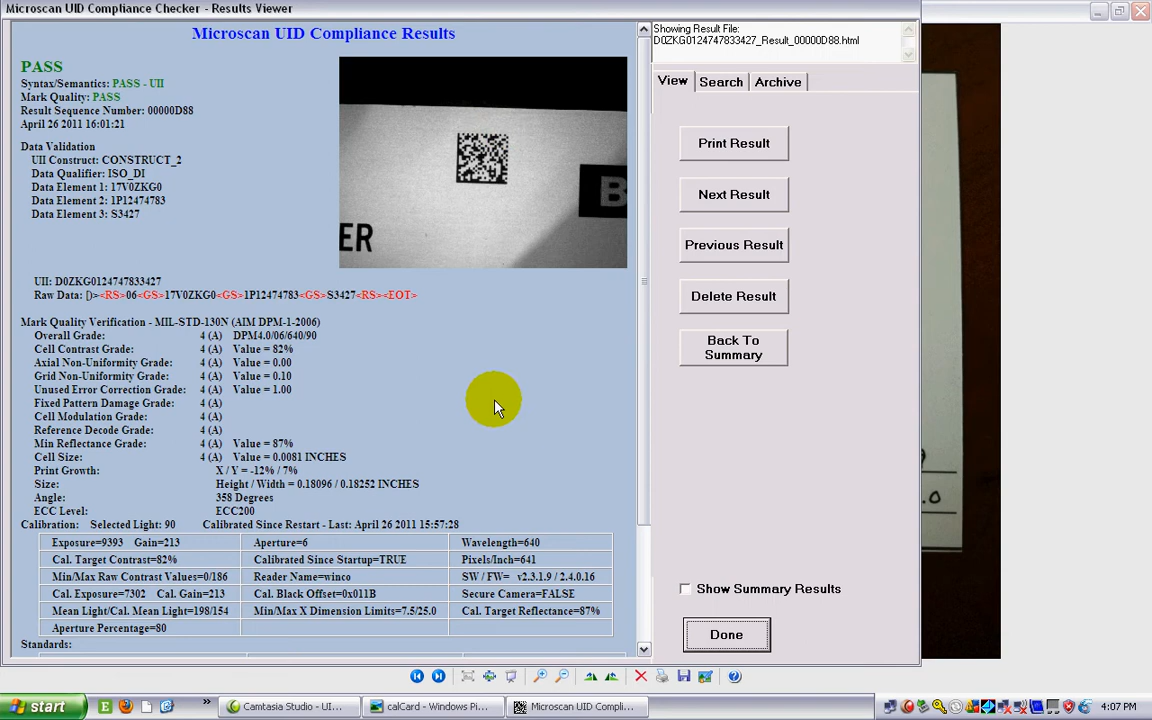 Microscan UID Compliance Checker - Results Viewer
Microscan UID Compliance Results
PASS
Syntax/Semantics: PASS - UII
Mark Quality: PASS
Result Sequence Number: 00000D88
April 26 2011 16:01:21
Data Validation
UII Construct: CONSTRUCT_2
Data Qualifier: ISO_DI
Data Element 1: 17V0ZKG0
Data Element 2: 1P12474783
Data Element 3: S3427
B
ER
UII: D0ZKG0124747833427
Raw Data: [)><RS>06<GS>17V0ZKG0<GS>1P12474783<GS>S3427<RS><EOT>
Mark Quality Verification - MIL-STD-130N (AIM DPM-1-2006)
Overall Grade: 4 (A) DPM4.0/06/640/90
Cell Contrast Grade: 4 (A) Value = 82%
Axial Non-Uniformity Grade: 4 (A) Value = 0.00
Grid Non-Uniformity Grade: 4 (A) Value = 0.10
Unused Error Correction Grade: 4 (A) Value = 1.00
Fixed Pattern Damage Grade: 4 (A)
Cell Modulation Grade: 4 (A)
Reference Decode Grade: 4 (A)
Min Reflectance Grade: 4 (A) Value = 87%
Cell Size: 4 (A) Value = 0.0081 INCHES
Print Growth: X / Y = -12% / 7%
Size: Height / Width = 0.18096 / 0.18252 INCHES
Angle: 358 Degrees
ECC Level: ECC200
Calibration: Selected Light: 90 Calibrated Since Restart - Last: April 26 2011 15:57:28
Exposure=9393 Gain=213 Aperture=6 Wavelength=640
Cal. Target Contrast=82% Calibrated Since Startup=TRUE Pixels/Inch=641
Min/Max Raw Contrast Values=0/186 Reader Name=winco SW / FW= v2.3.1.9 / 2.4.0.16
Cal. Exposure=7302 Cal. Gain=213 Cal. Black Offset=0x011B Secure Camera=FALSE
Mean Light/Cal. Mean Light=198/154 Min/Max X Dimension Limits=7.5/25.0 Cal. Target Reflectance=87%
Aperture Percentage=80
Standards:
Showing Result File:
D0ZKG0124747833427_Result_00000D88.html
View Search Archive
Print Result
Next Result
Previous Result
Delete Result
Back To
Summary
Show Summary Results
Done
.0
start
E
Camtasia Studio - UI...
calCard - Windows Pi...
Microscan UID Compli...
4:07 PM